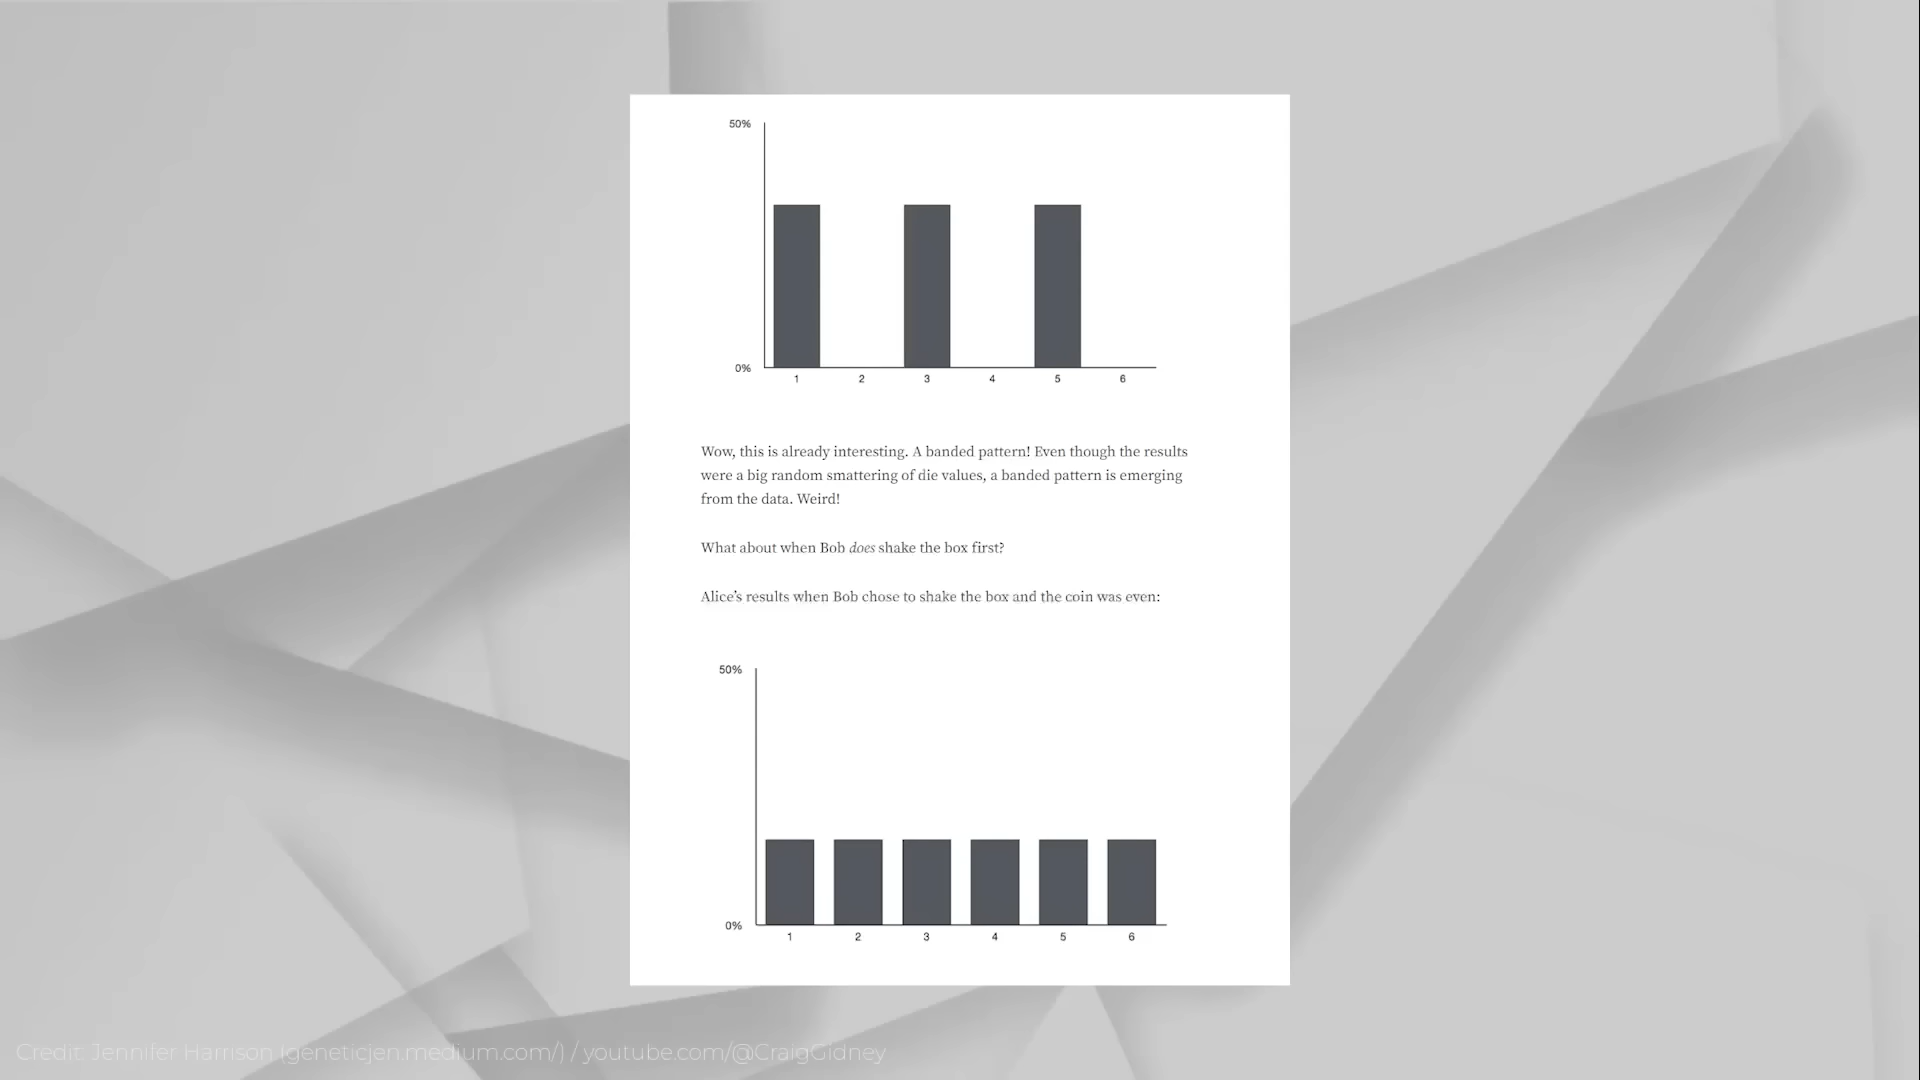 50%
0%
1 2 3 4 5 6
Wow, this is already interesting. A banded pattern! Even though the results
were a big random smattering of die values, a banded pattern is emerging
from the data. Weird!
What about when Bob does shake the box first?
Alice’s results when Bob chose to shake the box and the coin was even:
50%
0%
1 2 3 4 5 6
Credit: Jennifer Harrison (geneticjen.medium.com/) / youtube.com/@CraigGidney